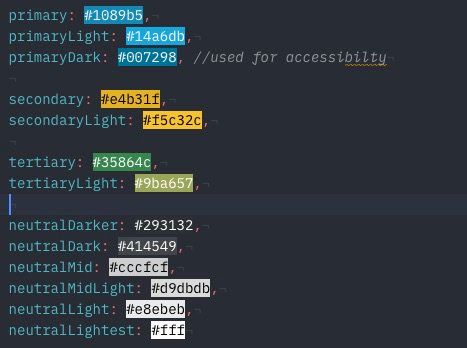 primary: #1089b5,
primaryLight: #14a6db,
primaryDark: #007298, //used for accessibilty
secondary: #e4b31f,
secondaryLight: #f5c32c,
tertiary: #35864c,
tertiaryLight: #9ba657,
neutralDarker: #293132,
neutralDark: #414549,
neutralMid: #cccfcf,
neutralMidLight: #d9dbdb,
neutralLight: #e8ebeb,
neutralLightest: #fff